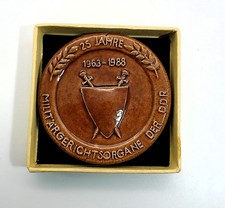 25 JAHRE
1963-1988
MILITÄRGERICHTSORGANE DER DDR